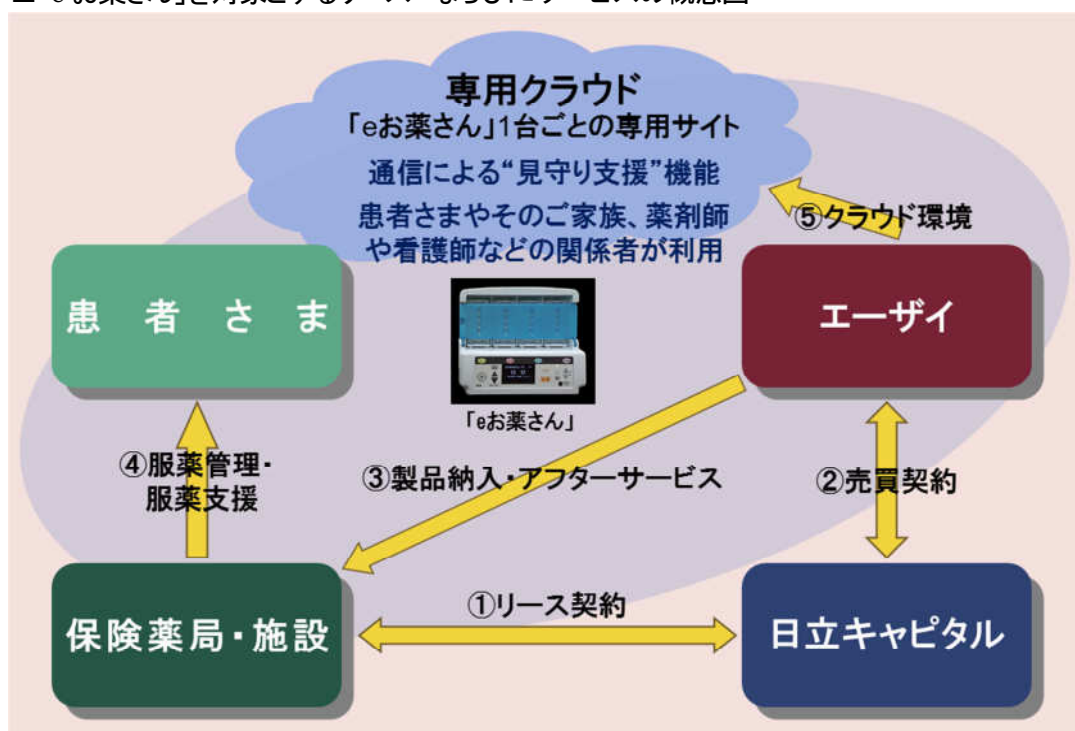 専用クラウド
「eお薬さん」1台ごとの専用サイト
通信による“見守り支援”機能
患者さまやそのご家族、薬剤師
や看護師などの関係者が利用
⑤クラウド環境
患者さま
エーザイ
「eお薬さん」
④服薬管理・
服薬支援
③製品納入・アフターサービス
②売買契約
①リース契約
保険薬局・施設
日立キャピタル